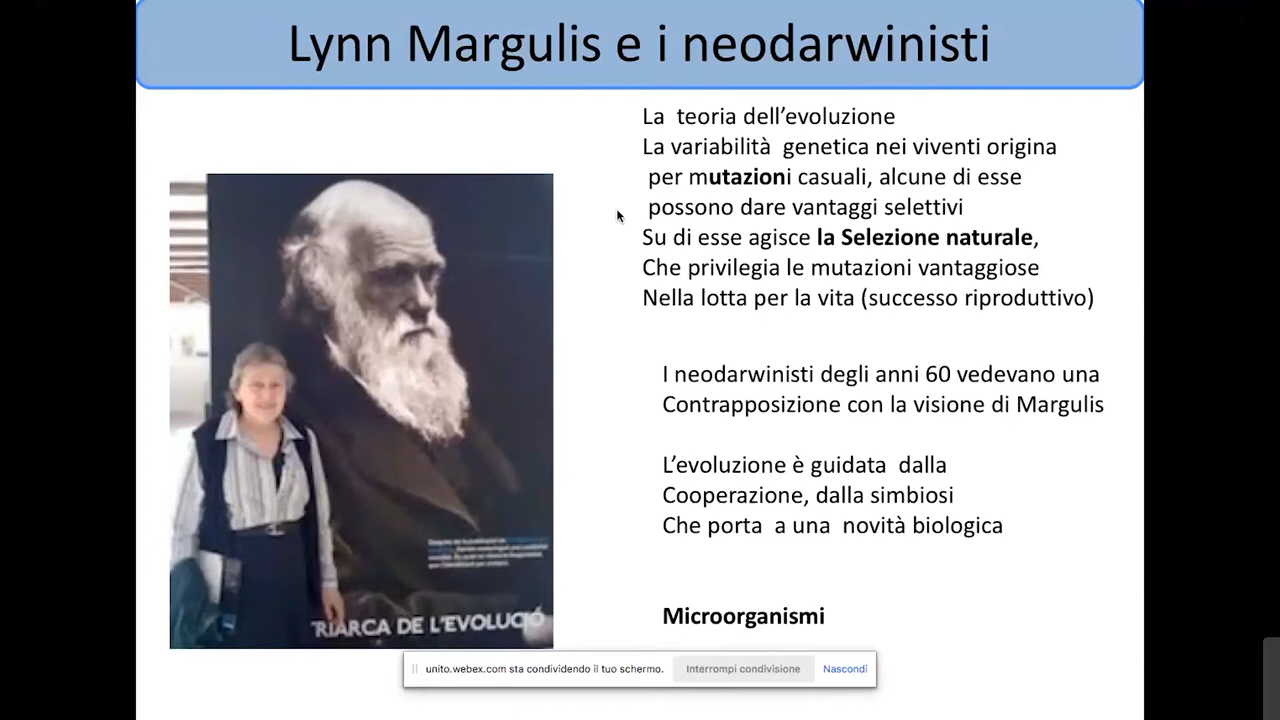 Lynn Margulis e i neodarwinisti
La teoria dell’evoluzione
La variabilità genetica nei viventi origina
per mutazioni casuali, alcune di esse
possono dare vantaggi selettivi
Su di esse agisce la Selezione naturale,
Che privilegia le mutazioni vantaggiose
Nella lotta per la vita (successo riproduttivo)
I neodarwinisti degli anni 60 vedevano una
Contrapposizione con la visione di Margulis
L’evoluzione è guidata dalla
Cooperazione, dalla simbiosi
Che porta a una novità biologica
Microorganismi
RIARCA DE L'EVOLUCIÓ
unito.webex.com sta condividendo il tuo schermo.
Interrompi condivisione
Nascondi